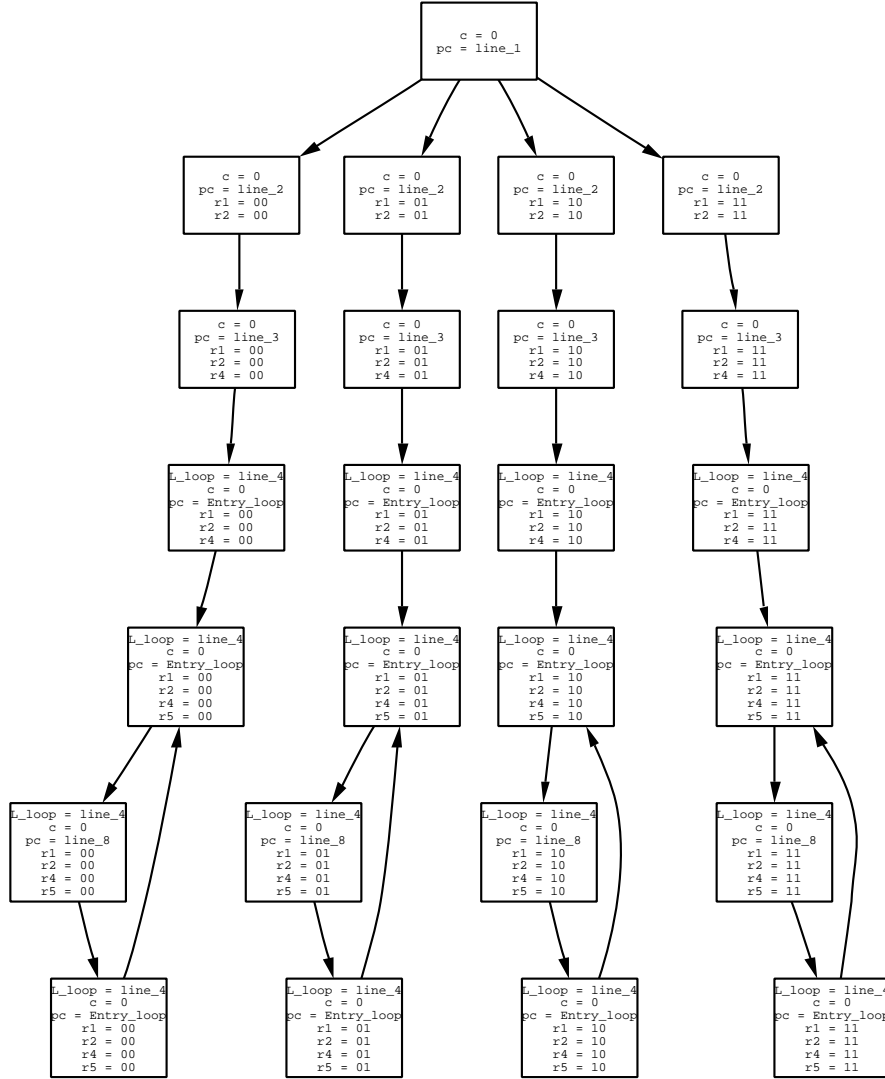 c = 0
pc = line_1
c = 0
pc = line_2
r1 = 00
r2 = 00
c = 0
pc = line_2
r1 = 01
r2 = 01
c = 0
pc = line_2
r1 = 10
r2 = 10
c = 0
pc = line_2
r1 = 11
r2 = 11
c = 0
pc = line_3
r1 = 00
r2 = 00
r4 = 00
c = 0
pc = line_3
r1 = 01
r2 = 01
r4 = 01
c = 0
pc = line_3
r1 = 10
r2 = 10
r4 = 10
c = 0
pc = line_3
r1 = 11
r2 = 11
r4 = 11
L_loop = line_4
c = 0
pc = Entry_loop
r1 = 00
r2 = 00
r4 = 00
L_loop = line_4
c = 0
pc = Entry_loop
r1 = 01
r2 = 01
r4 = 01
L_loop = line_4
c = 0
pc = Entry_loop
r1 = 10
r2 = 10
r4 = 10
L_loop = line_4
c = 0
pc = Entry_loop
r1 = 11
r2 = 11
r4 = 11
L_loop = line_4
c = 0
pc = Entry_loop
r1 = 00
r2 = 00
r4 = 00
r5 = 00
L_loop = line_4
c = 0
pc = Entry_loop
r1 = 01
r2 = 01
r4 = 01
r5 = 01
L_loop = line_4
c = 0
pc = Entry_loop
r1 = 10
r2 = 10
r4 = 10
r5 = 10
L_loop = line_4
c = 0
pc = Entry_loop
r1 = 11
r2 = 11
r4 = 11
r5 = 11
L_loop = line_4
c = 0
pc = line_8
r1 = 00
r2 = 00
r4 = 00
r5 = 00
L_loop = line_4
c = 0
pc = line_8
r1 = 01
r2 = 01
r4 = 01
r5 = 01
L_loop = line_4
c = 0
pc = line_8
r1 = 10
r2 = 10
r4 = 10
r5 = 10
L_loop = line_4
c = 0
pc = line_8
r1 = 11
r2 = 11
r4 = 11
r5 = 11
L_loop = line_4
c = 0
pc = Entry_loop
r1 = 00
r2 = 00
r4 = 00
r5 = 00
L_loop = line_4
c = 0
pc = Entry_loop
r1 = 01
r2 = 01
r4 = 01
r5 = 01
L_loop = line_4
c = 0
pc = Entry_loop
r1 = 10
r2 = 10
r4 = 10
r5 = 10
L_loop = line_4
c = 0
pc = Entry_loop
r1 = 11
r2 = 11
r4 = 11
r5 = 11